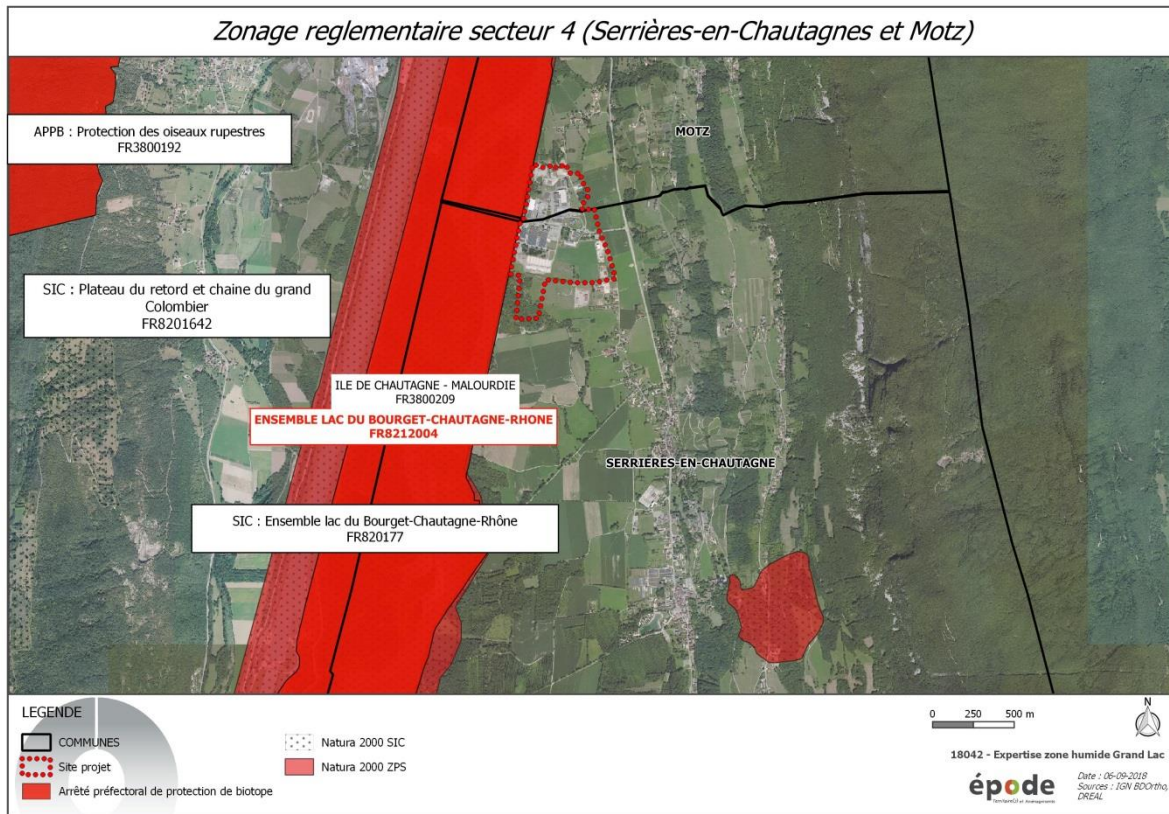 Zonage reglementaire secteur 4 (Serrières-en-Chautagnes et Motz)
APPB : Protection des oiseaux rupestres
FR3800192
MOTZ
SIC : Plateau du retord et chaine du grand
Colombier
FR8201642
ILE DE CHAUTAGNE - MALOURDIE
FR3800209
ENSEMBLE LAC DU BOURGET-CHAUTAGNE-RHONE
FR8212004
SERRIÈRES-EN-CHAUTAGNE
SIC : Ensemble lac du Bourget-Chautagne-Rhône
FR820177
LEGENDE
COMMUNES
Site projet
Arrêté préfectoral de protection de biotope
Natura 2000 SIC
Natura 2000 ZPS
0 250 500 m
N
18042 - Expertise zone humide Grand Lac
épode
Date : 06-09-2018
Sources : IGN BDOrtho,
DREAL